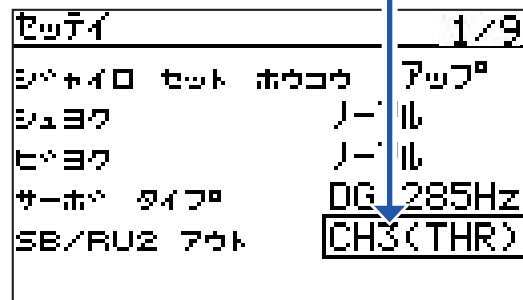 セッテイ 1/9
ジャイロ セット ホウコウ アップ
シュヨク ノーマル
ビヨク ノーマル
サーボ タイプ DG 285Hz
SB/RU2 アウト CH3(THR)